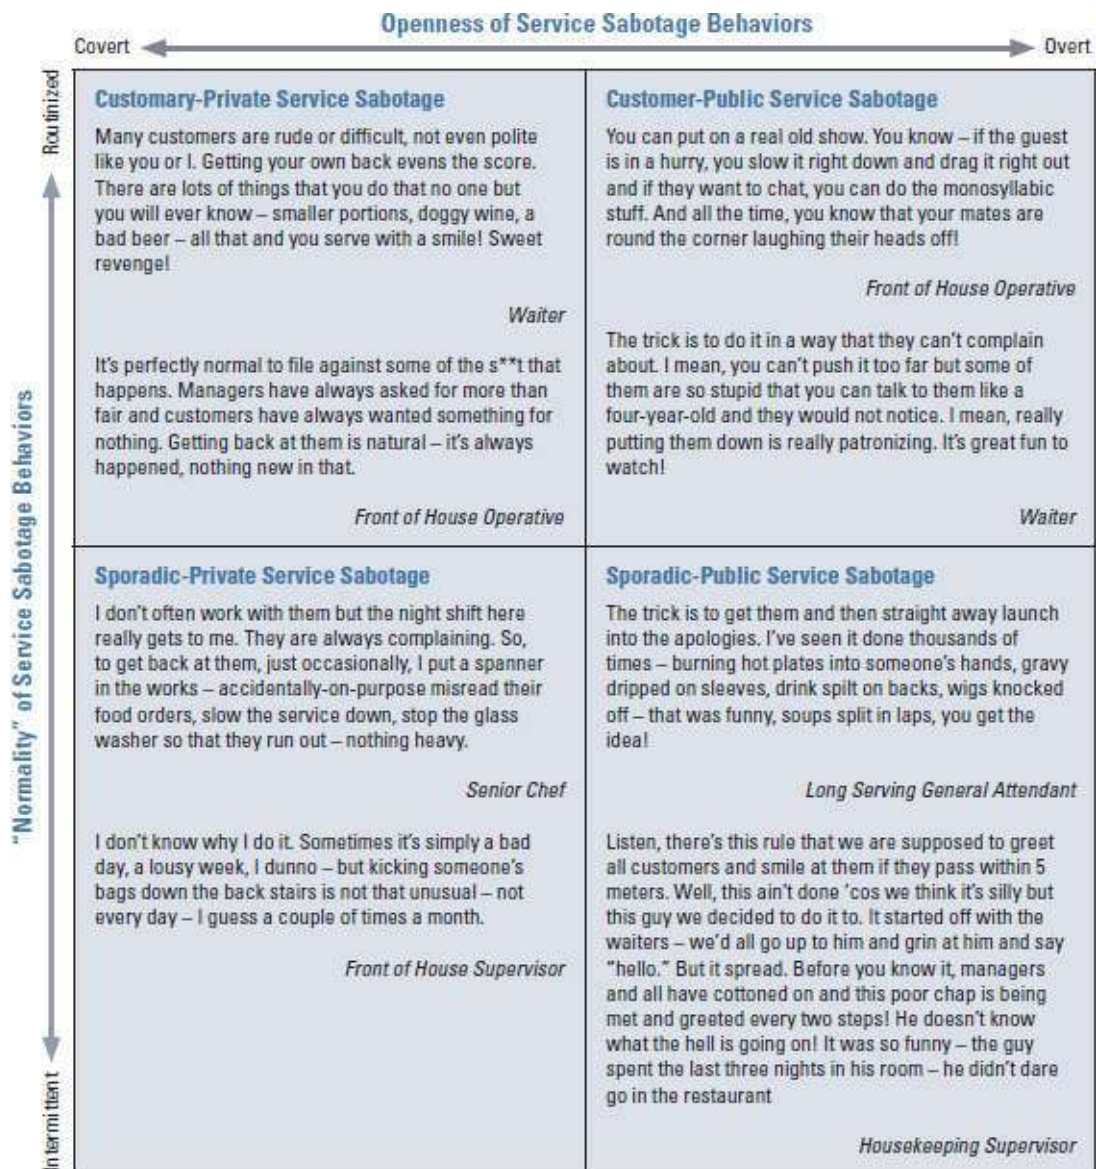 Openness of Service Sabotage Behaviors
Covert
Overt
"Normality" of Service Sabotage Behaviors
Routinized
Intermittent
Customary-Private Service Sabotage
Many customers are rude or difficult, not even polite
like you or I. Getting your own back evens the score.
There are lots of things that you do that no one but
you will ever know – smaller portions, doggy wine, a
bad beer – all that and you serve with a smile! Sweet
revenge!
Waiter
It's perfectly normal to file against some of the s**t that
happens. Managers have always asked for more than
fair and customers have always wanted something for
nothing. Getting back at them is natural – it's always
happened, nothing new in that.
Front of House Operative
Customer-Public Service Sabotage
You can put on a real old show. You know – if the guest
is in a hurry, you slow it right down and drag it right out
and if they want to chat, you can do the monosyllabic
stuff. And all the time, you know that your mates are
round the corner laughing their heads off!
Front of House Operative
The trick is to do it in a way that they can't complain
about. I mean, you can't push it too far but some of
them are so stupid that you can talk to them like a
four-year-old and they would not notice. I mean, really
putting them down is really patronizing. It's great fun to
watch!
Waiter
Sporadic-Private Service Sabotage
I don't often work with them but the night shift here
really gets to me. They are always complaining. So,
to get back at them, just occasionally, I put a spanner
in the works – accidentally-on-purpose misread their
food orders, slow the service down, stop the glass
washer so that they run out – nothing heavy.
Senior Chef
I don't know why I do it. Sometimes it's simply a bad
day, a lousy week, I dunno – but kicking someone's
bags down the back stairs is not that unusual – not
every day – I guess a couple of times a month.
Front of House Supervisor
Sporadic-Public Service Sabotage
The trick is to get them and then straight away launch
into the apologies. I've seen it done thousands of
times – burning hot plates into someone's hands, gravy
dripped on sleeves, drink spilt on backs, wigs knocked
off – that was funny, soups split in laps, you get the
idea!
Long Serving General Attendant
Listen, there's this rule that we are supposed to greet
all customers and smile at them if they pass within 5
meters. Well, this ain't done 'cos we think it's silly but
this guy we decided to do it to. It started off with the
waiters – we'd all go up to him and grin at him and say
"hello." But it spread. Before you know it, managers
and all have cottoned on and this poor chap is being
met and greeted every two steps! He doesn't know
what the hell is going on! It was so funny – the guy
spent the last three nights in his room – he didn't dare
go in the restaurant
Housekeeping Supervisor